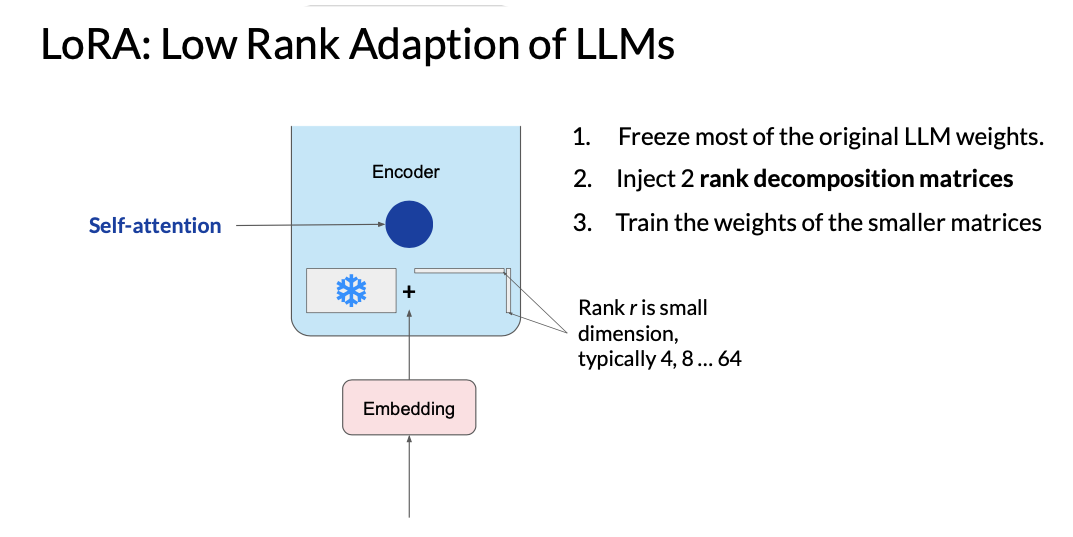 LoRA: Low Rank Adaption of LLMs
Encoder
Self-attention
+
Embedding
1. Freeze most of the original LLM weights.
2. Inject 2 rank decomposition matrices
3. Train the weights of the smaller matrices
Rank r is small
dimension,
typically 4, 8 ... 64